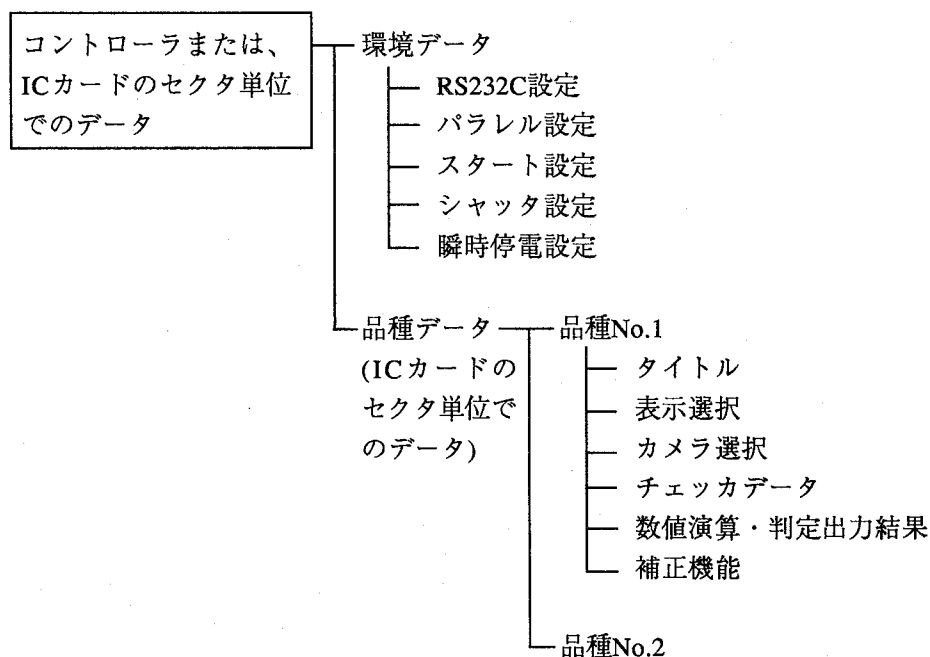 コントローラまたは、
ICカードのセクタ単位
でのデータ
環境データ
RS232C設定
パラレル設定
スタート設定
シャッタ設定
瞬時停電設定
品種データ
(ICカードの
セクタ単位で
のデータ)
品種No.1
タイトル
表示選択
カメラ選択
チェッカデータ
数値演算・判定出力結果
補正機能
品種No.2